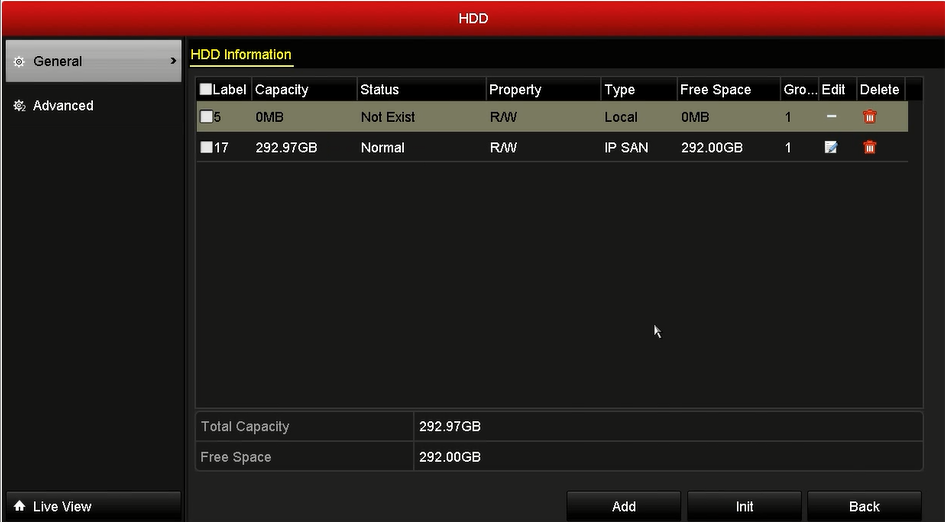 HDD
General
Advanced
HDD Information
Label Capacity Status Property Type Free Space Gro... Edit Delete
5 0MB Not Exist R/W Local 0MB 1 —
17 292.97GB Normal R/W IP SAN 292.00GB 1
Total Capacity 292.97GB
Free Space 292.00GB
Live View Add Init Back